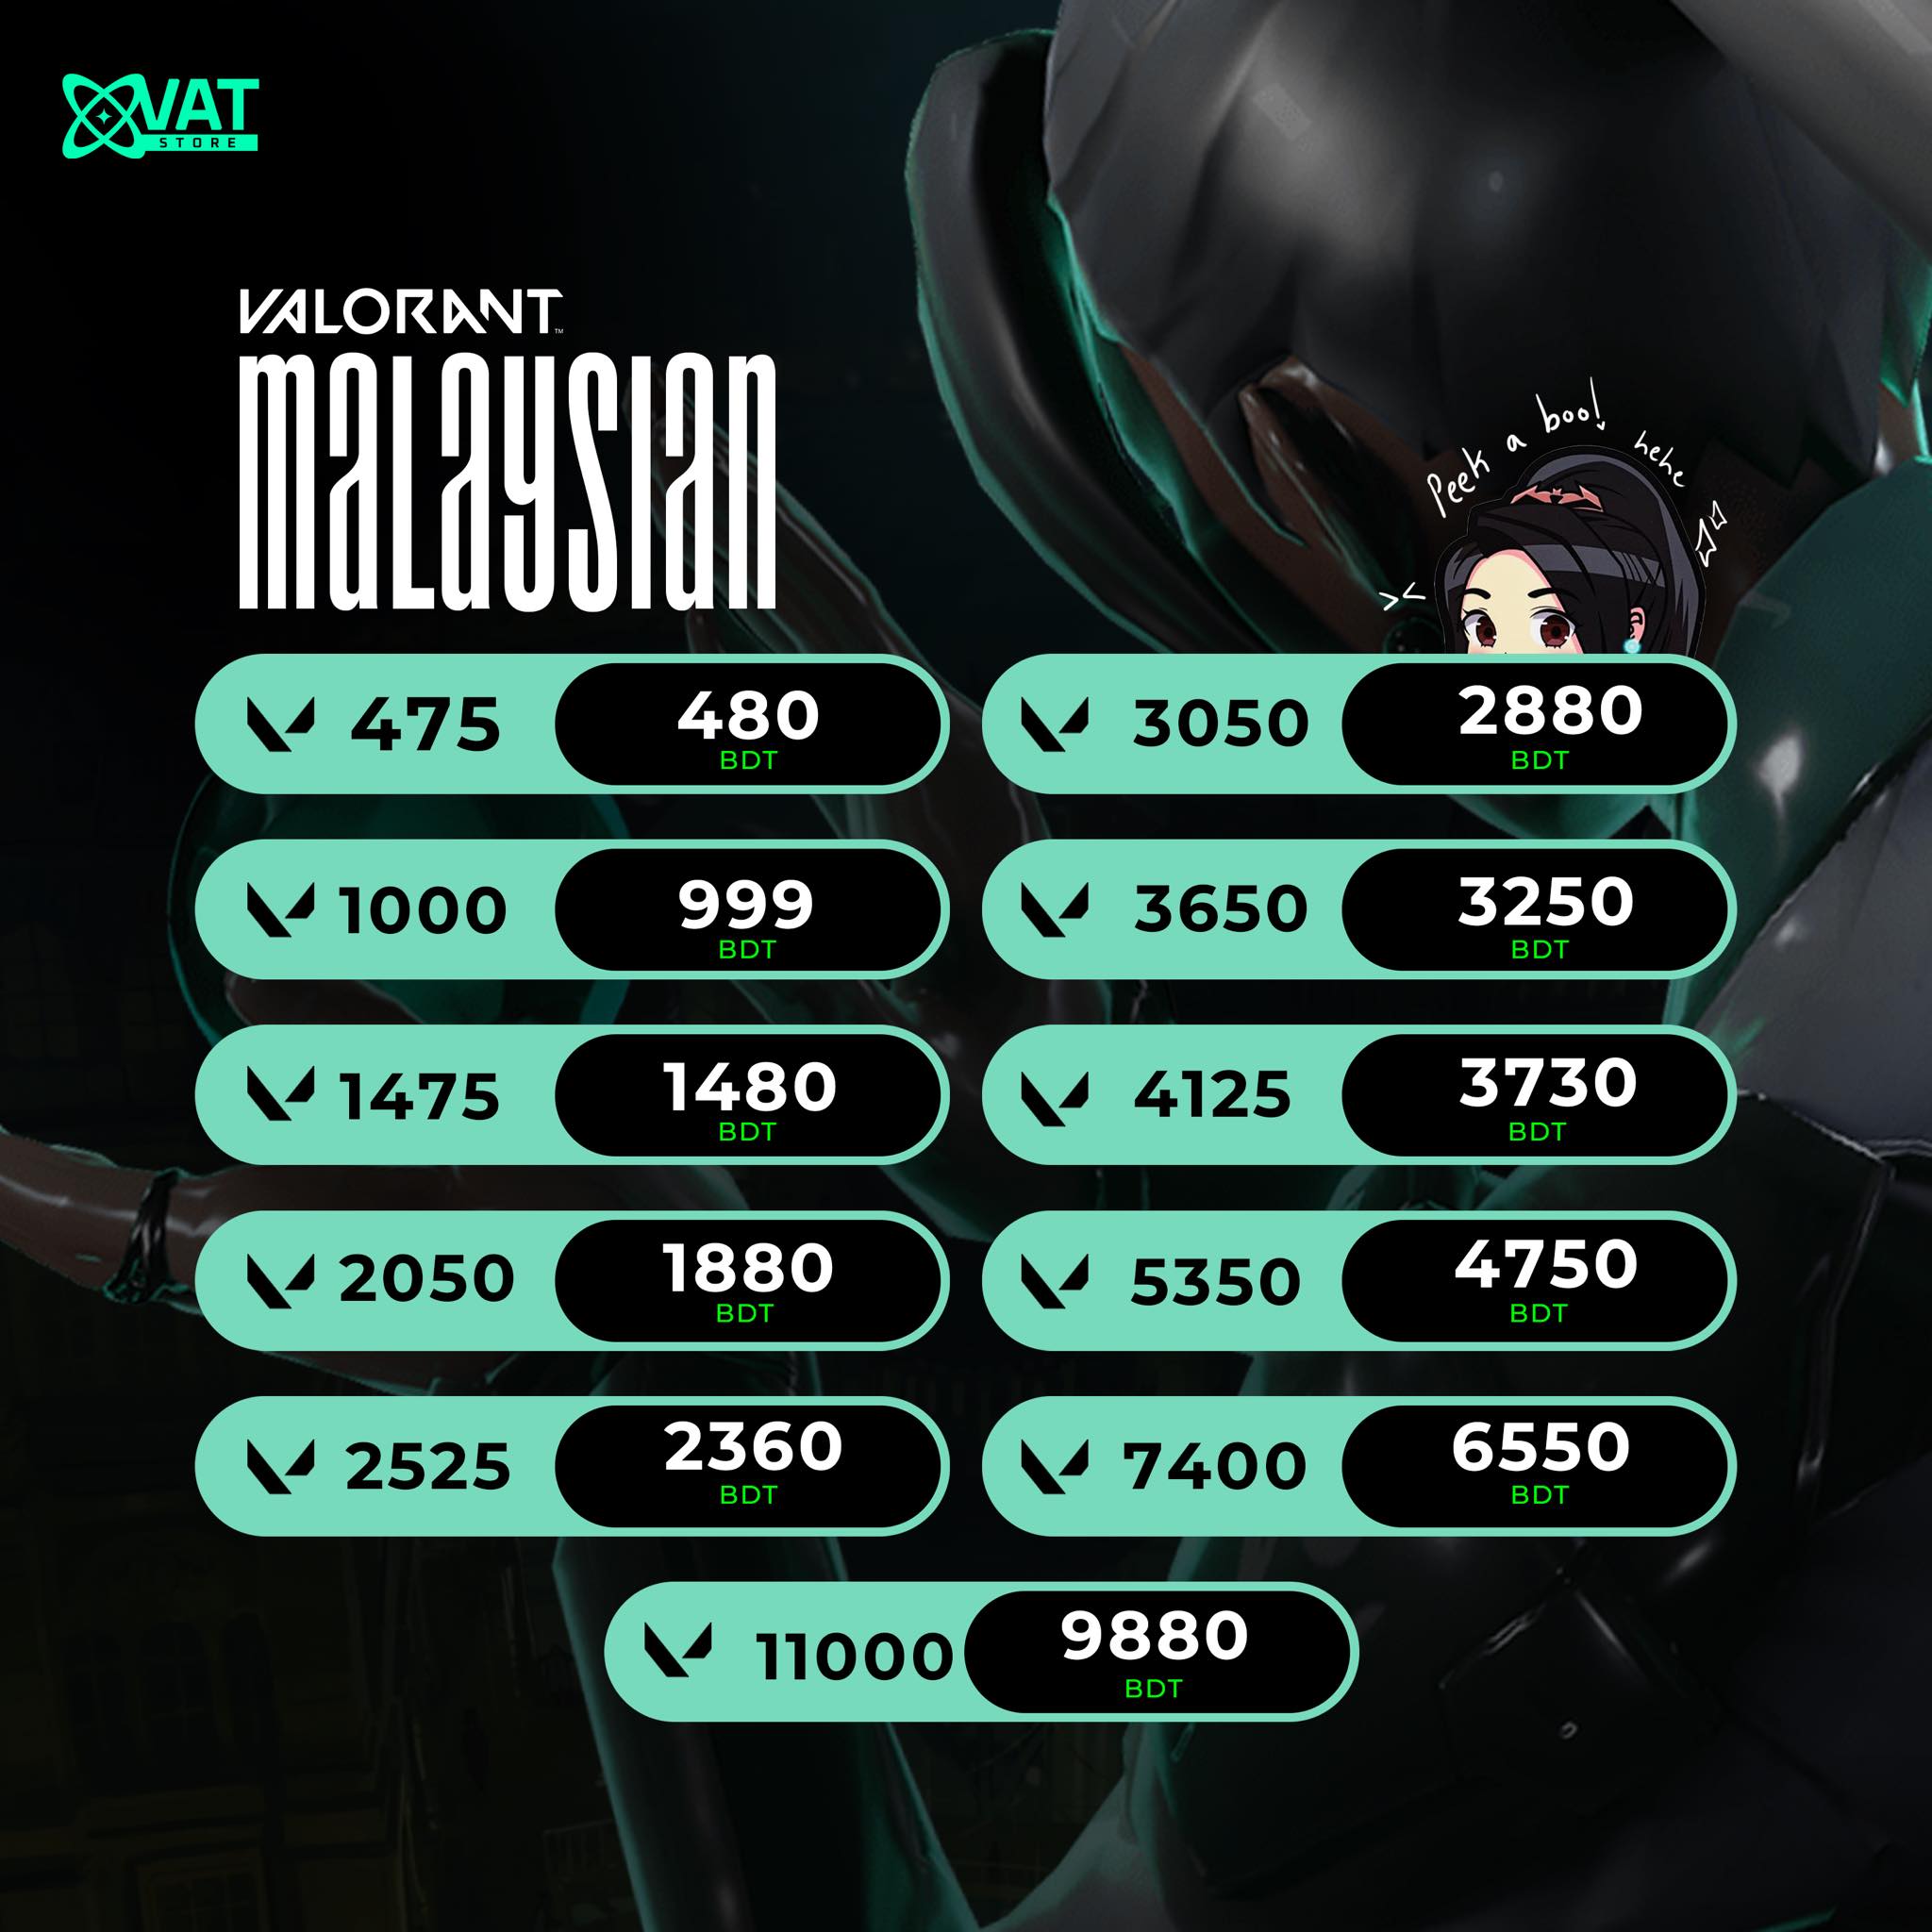 VAT
STORE
VALORANT™
MALAYSIAN
Peek a boo!
hehe
><
475 480
BDT
1000 999
BDT
1475 1480
BDT
2050 1880
BDT
2525 2360
BDT
3050 2880
BDT
3650 3250
BDT
4125 3730
BDT
5350 4750
BDT
7400 6550
BDT
11000 9880
BDT